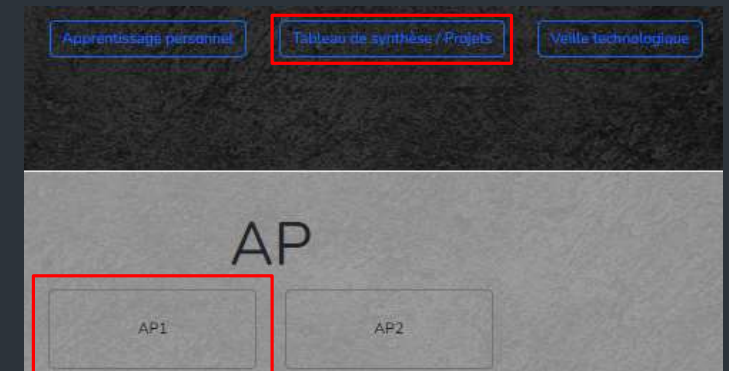 Apprentissage personnel
Tableau de synthèse / Projets
Veille technologique
AP
AP1
AP2